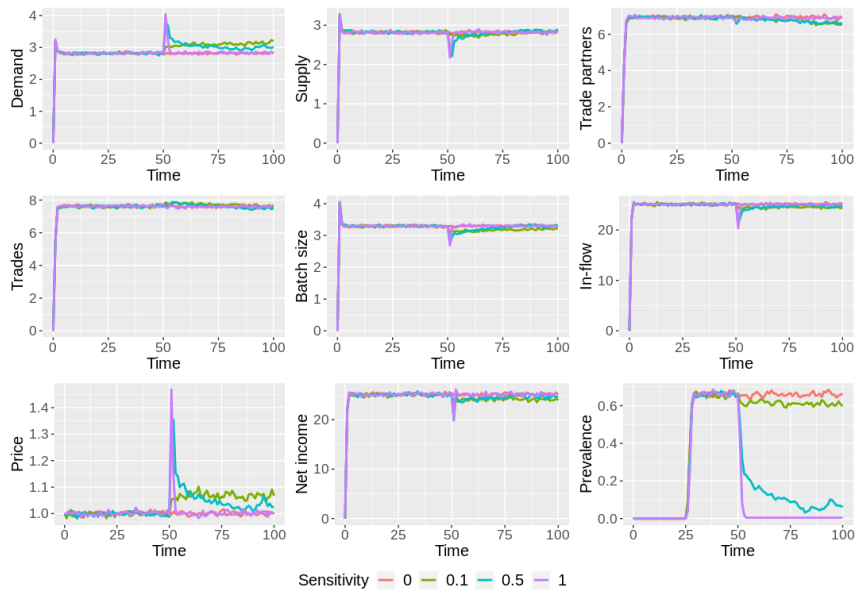 Demand
4
3
2
1
0
0 25 50 75 100
Time
Supply
3
2
1
0
0 25 50 75 100
Time
Trade partners
6
4
2
0
0 25 50 75 100
Time
Trades
8
6
4
2
0
0 25 50 75 100
Time
Batch size
4
3
2
1
0
0 25 50 75 100
Time
In-flow
20
10
0
0 25 50 75 100
Time
Price
1.4
1.3
1.2
1.1
1.0
0 25 50 75 100
Time
Net income
20
10
0
0 25 50 75 100
Time
Prevalence
0.6
0.4
0.2
0.0
0 25 50 75 100
Time
Sensitivity 0 0.1 0.5 1